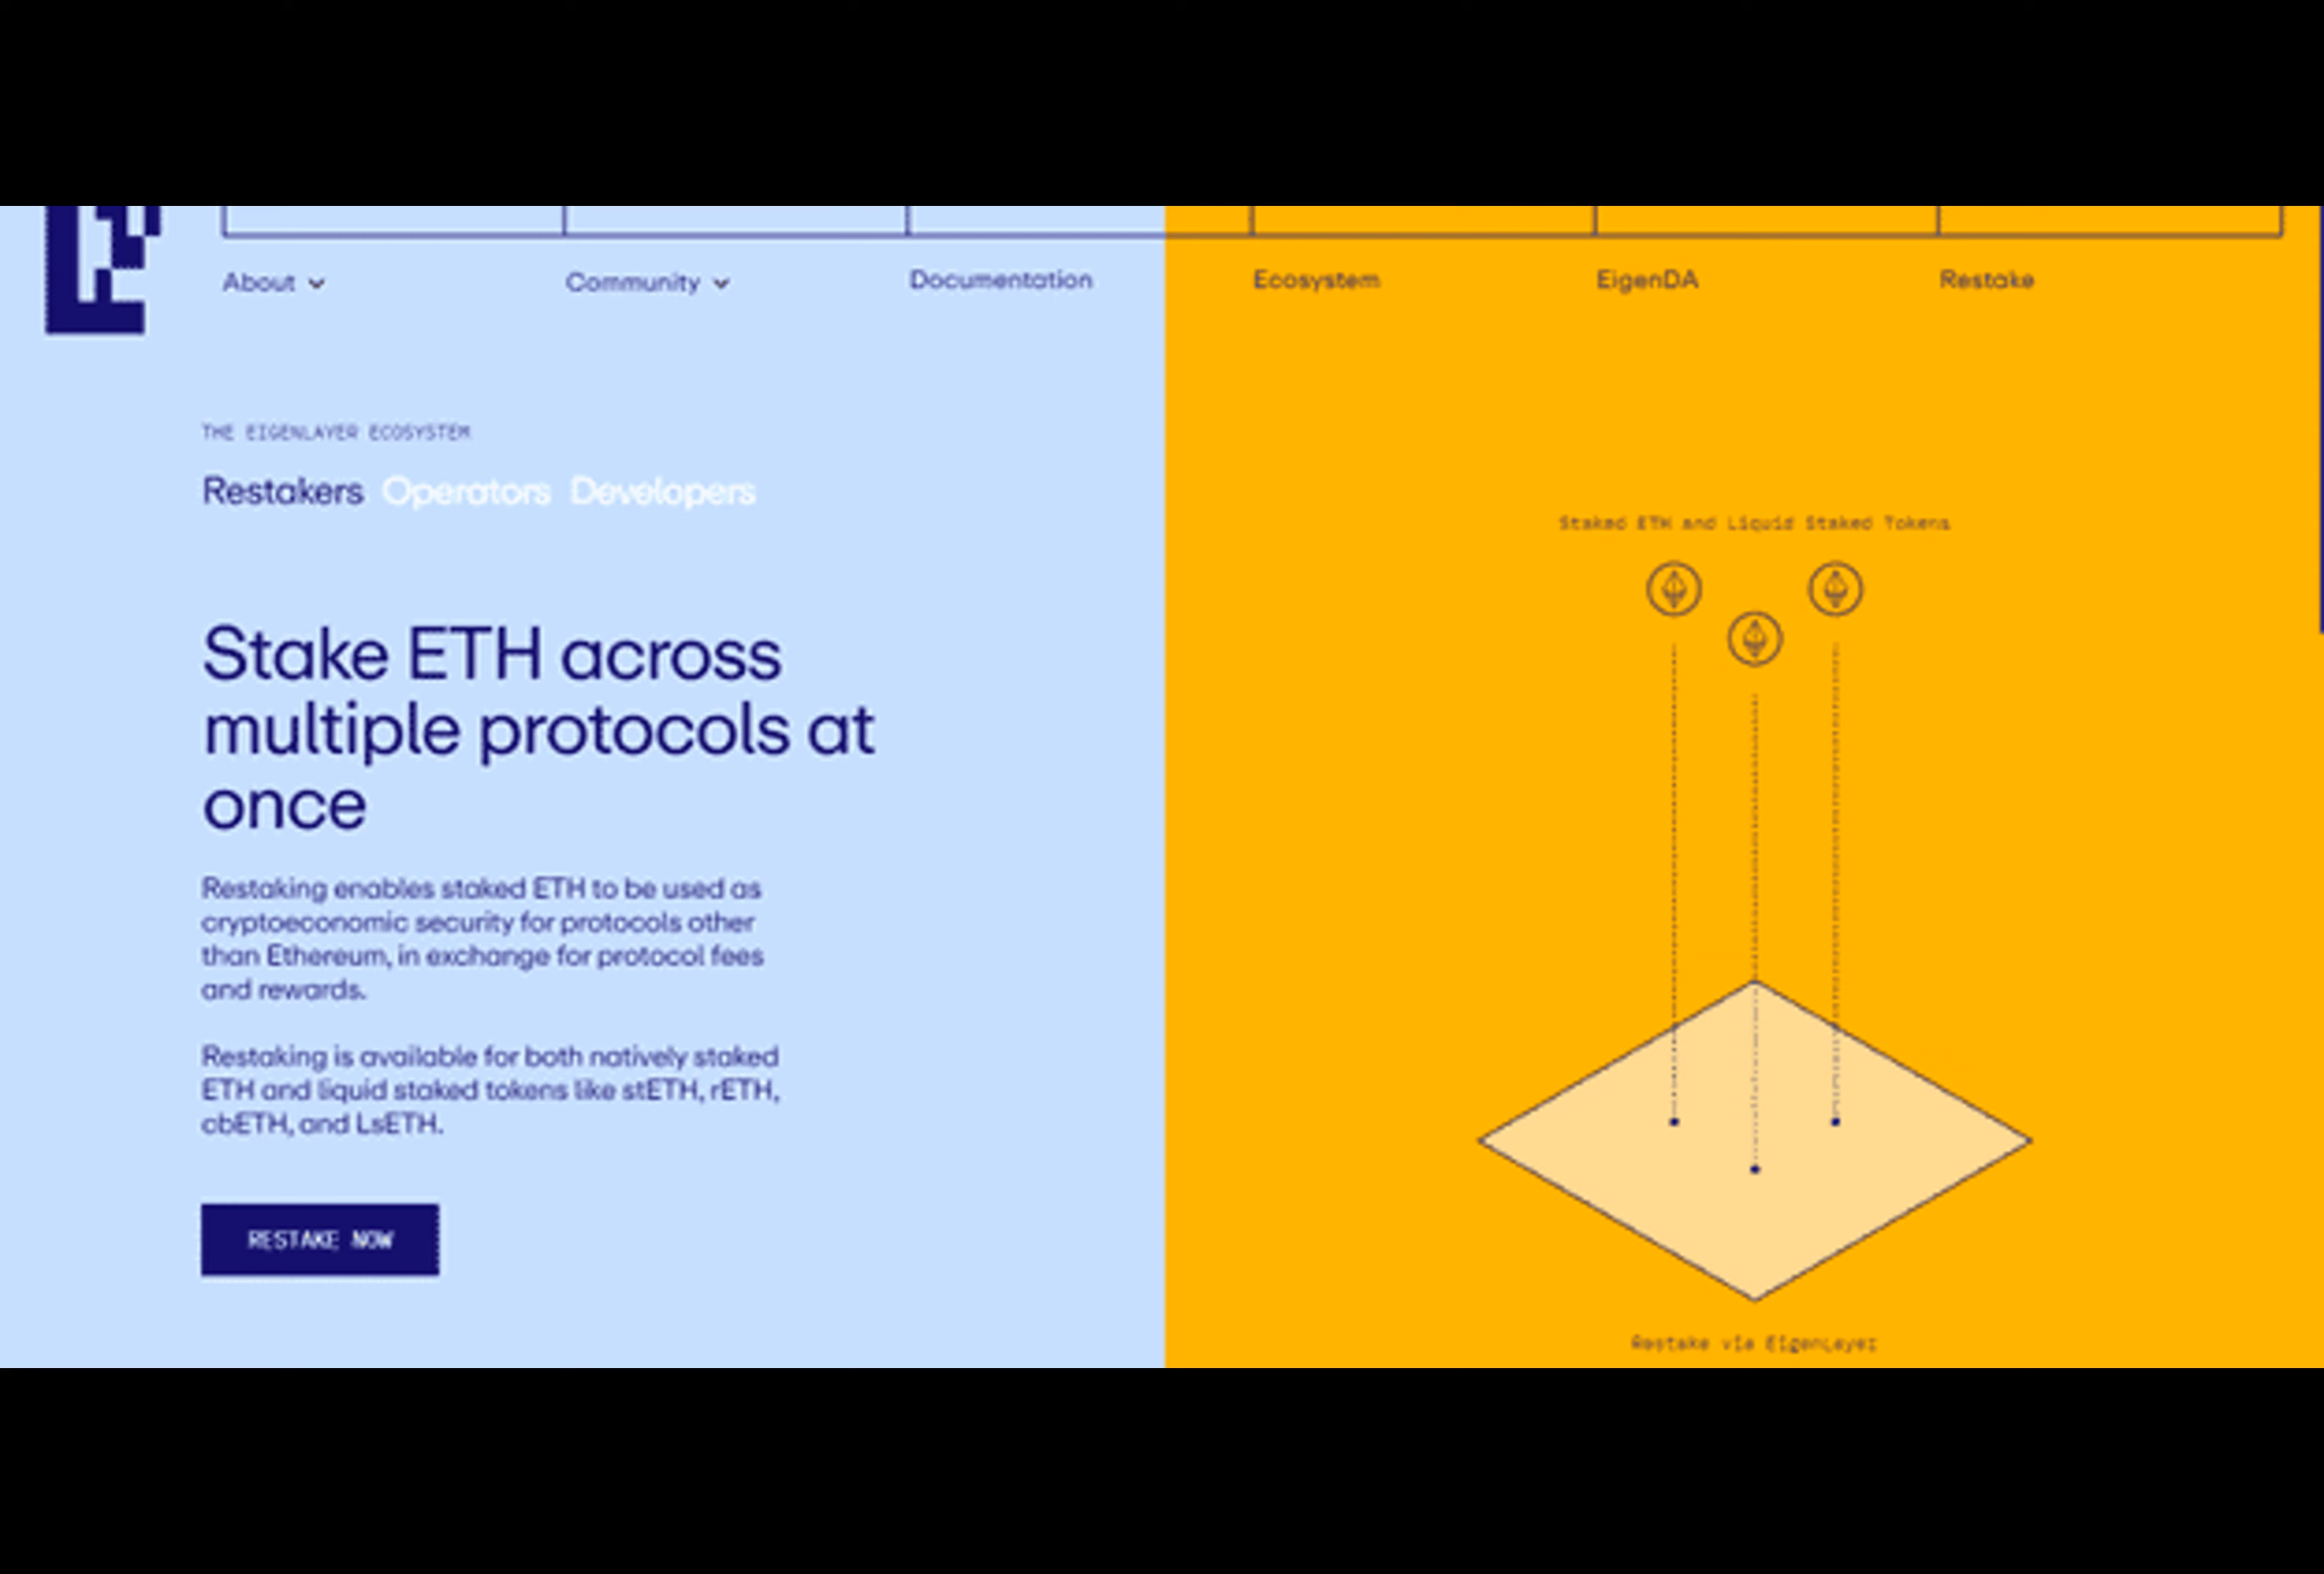 About
Community
Documentation
Ecosystem
EigenDA
Restake
THE EIGENLAYER ECOSYSTEM
Restakers Operators Developers
Stake ETH across
multiple protocols at
once
Restaking enables staked ETH to be used as
cryptoeconomic security for protocols other
than Ethereum, in exchange for protocol fees
and rewards.
Restaking is available for both natively staked
ETH and liquid staked tokens like stETH, rETH,
cbETH, and LsETH.
RESTAKE NOW
Staked ETH and Liquid Staked Tokens
Restake via EigenLayer